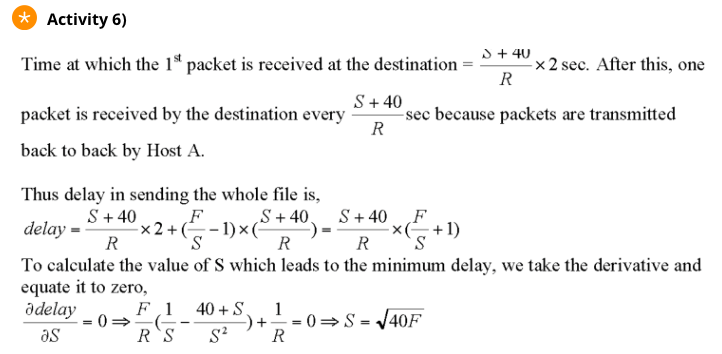 * Activity 6)
Time at which the 1st packet is received at the destination = (S + 40)/R × 2 sec. After this, one
packet is received by the destination every (S + 40)/R sec because packets are transmitted
back to back by Host A.
Thus delay in sending the whole file is,
delay = (S + 40)/R × 2 + (F/S − 1) × ((S + 40)/R) = (S + 40)/R × (F/S + 1)
To calculate the value of S which leads to the minimum delay, we take the derivative and
equate it to zero,
∂delay/∂S = 0 ⇒ F/R (1/S − (40 + S)/S²) + 1/R = 0 ⇒ S = √40F